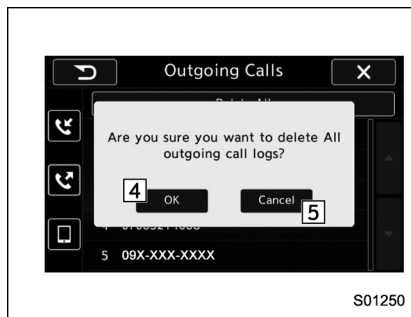 Outgoing Calls
Are you sure you want to delete All
outgoing call logs?
4 OK Cancel 5
5 09X-XXX-XXXX
S01250